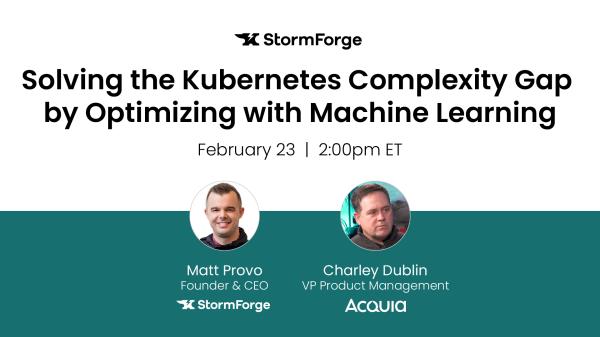 StormForge
Solving the Kubernetes Complexity Gap
by Optimizing with Machine Learning
February 23 | 2:00pm ET
Matt Provo
Founder & CEO
StormForge
Charley Dublin
VP Product Management
Acquia